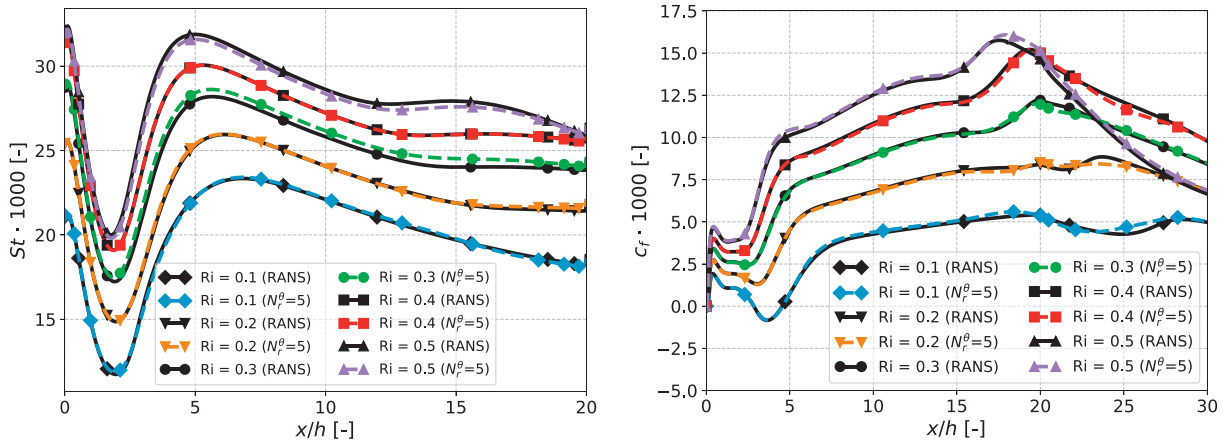 St · 1000 [-]
30
25
20
15
0
5
10
15
20
x/h [-]
Ri = 0.1 (RANS)
Ri = 0.1 (N_r^θ=5)
Ri = 0.2 (RANS)
Ri = 0.2 (N_r^θ=5)
Ri = 0.3 (RANS)
Ri = 0.3 (N_r^θ=5)
Ri = 0.4 (RANS)
Ri = 0.4 (N_r^θ=5)
Ri = 0.5 (RANS)
Ri = 0.5 (N_r^θ=5)
c_f · 1000 [-]
17.5
15.0
12.5
10.0
7.5
5.0
2.5
0.0
−2.5
−5.0
0
5
10
15
20
25
30
x/h [-]
Ri = 0.1 (RANS)
Ri = 0.1 (N_r^θ=5)
Ri = 0.2 (RANS)
Ri = 0.2 (N_r^θ=5)
Ri = 0.3 (RANS)
Ri = 0.3 (N_r^θ=5)
Ri = 0.4 (RANS)
Ri = 0.4 (N_r^θ=5)
Ri = 0.5 (RANS)
Ri = 0.5 (N_r^θ=5)